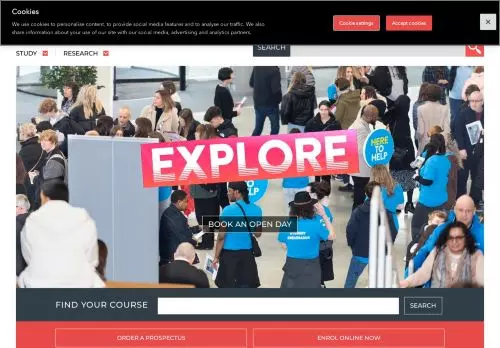 Cookies
We use cookies to personalise content, to provide social media features and to analyse our traffic. We also
share information about your use of our site with our social media, advertising and analytics partners.
Cookie settings
Accept cookies
STUDY
RESEARCH
SEARCH
EXPLORE
HERE TO HELP
HELP
BOOK AN OPEN DAY
STUDENT
FIND YOUR COURSE
SEARCH
ORDER A PROSPECTUS
ENROL ONLINE NOW